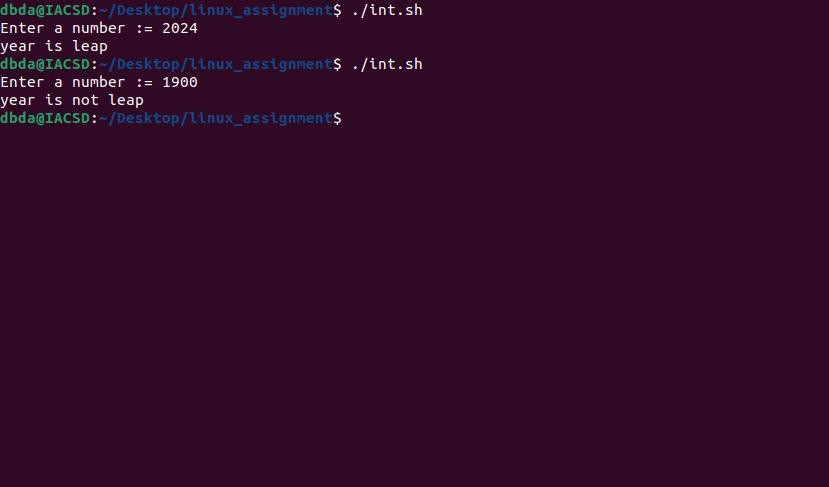 dbda@IACSD:~/Desktop/linux_assignment$ ./int.sh
Enter a number := 2024
year is leap
dbda@IACSD:~/Desktop/linux_assignment$ ./int.sh
Enter a number := 1900
year is not leap
dbda@IACSD:~/Desktop/linux_assignment$